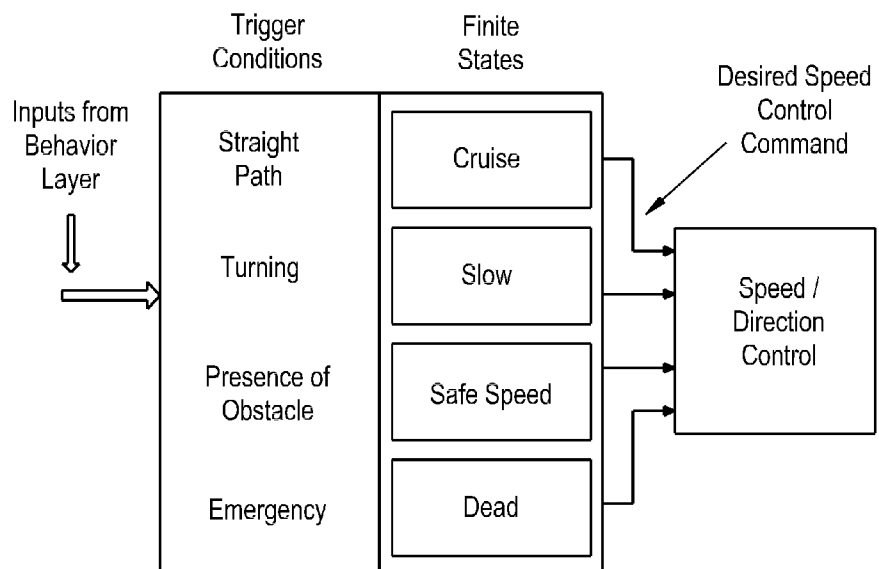 Trigger
Conditions
Finite
States
Desired Speed
Control
Command
Inputs from
Behavior
Layer
Straight
Path
Cruise
Turning
Slow
Speed /
Direction
Control
Presence of
Obstacle
Safe Speed
Emergency
Dead